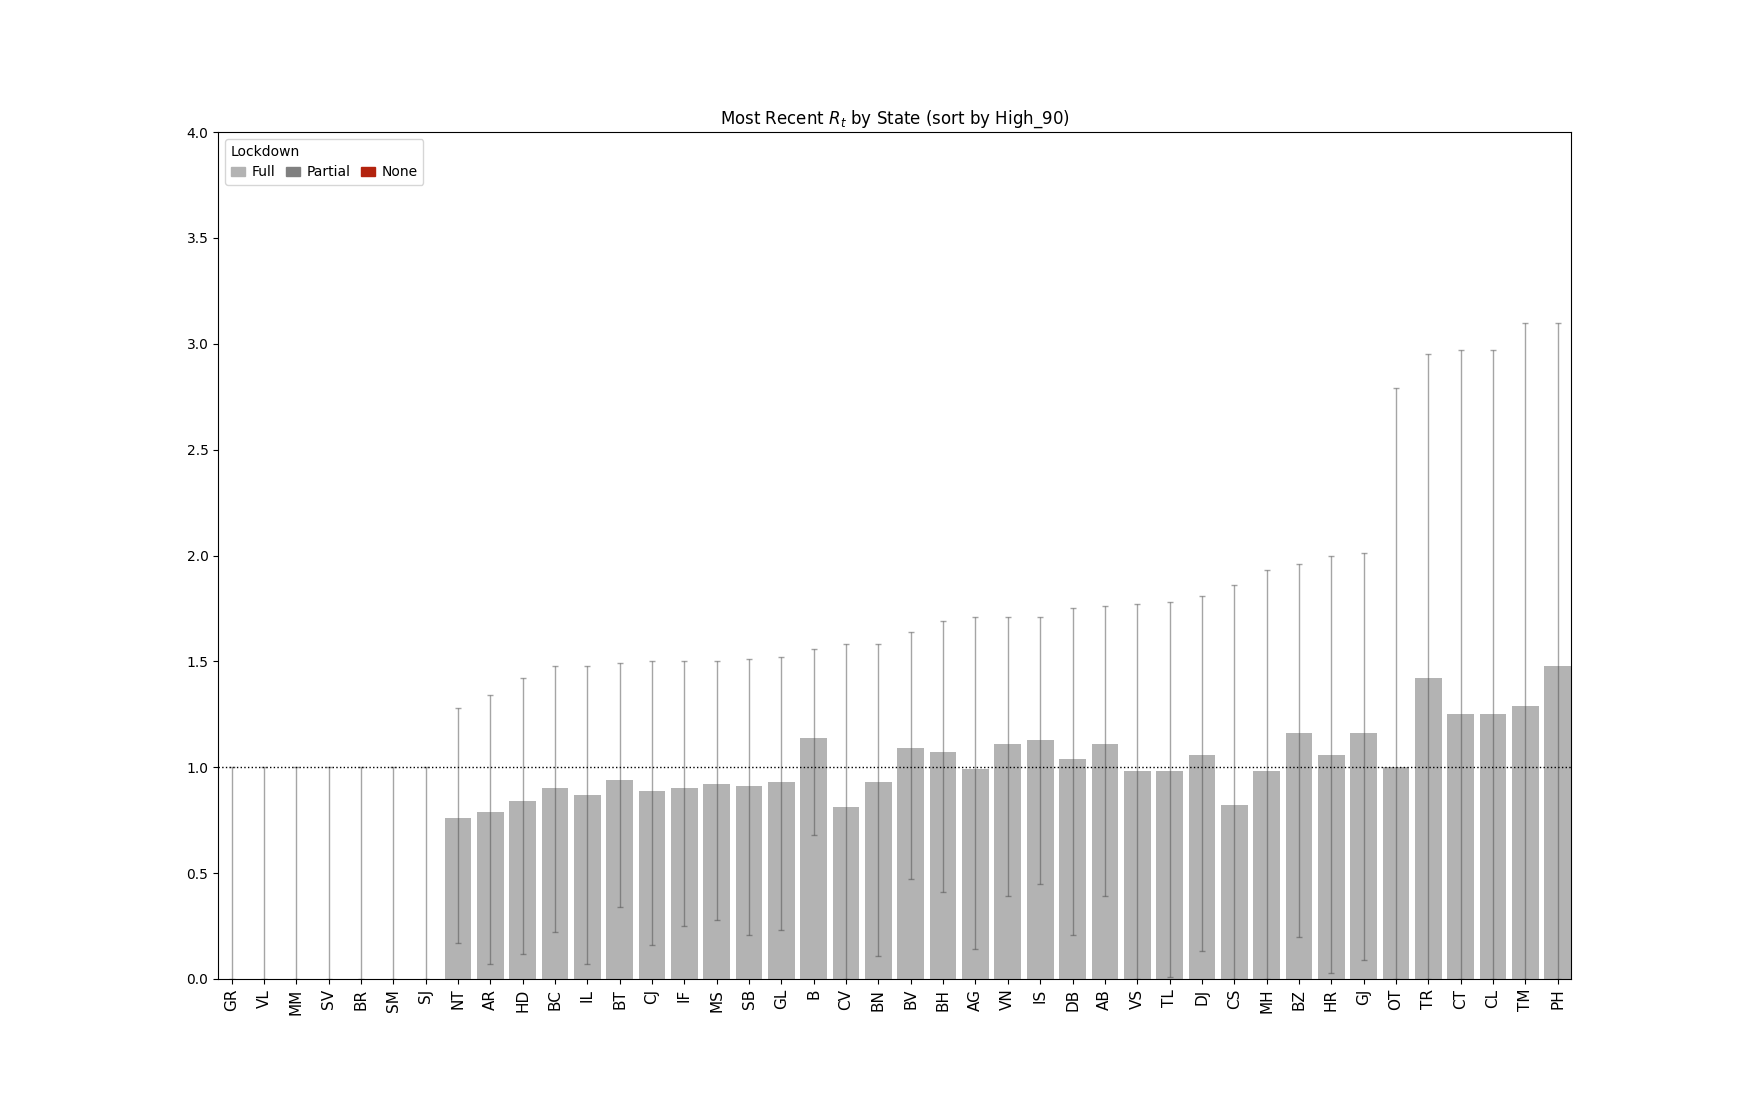 Most Recent R_t by State (sort by High_90)
Lockdown
Full Partial None
4.0
3.5
3.0
2.5
2.0
1.5
1.0
0.5
0.0
GR VL MM SV BR SM SJ NT AR HD BC IL BT CJ IF MS SB GL B CV BN BV BH AG VN IS DB AB VS TL DJ CS MH BZ HR GJ OT TR CT CL TM PH